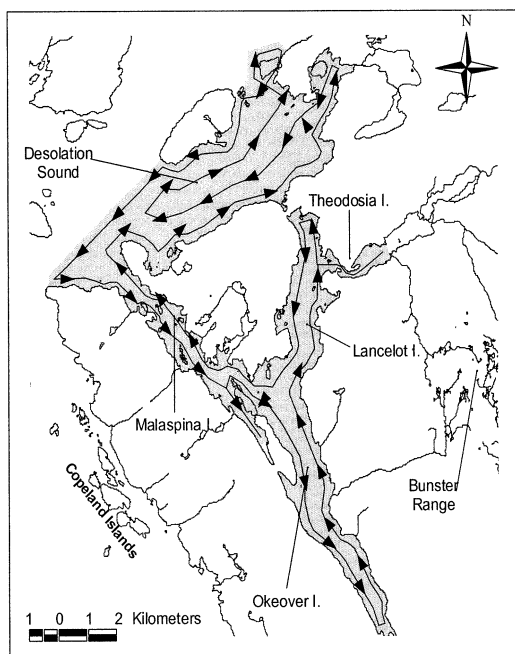 N
Desolation
Sound
Theodosia I.
Lancelot I.
Malaspina I.
Copeland Islands
Bunster
Range
Okeover I.
1 0 1 2 Kilometers